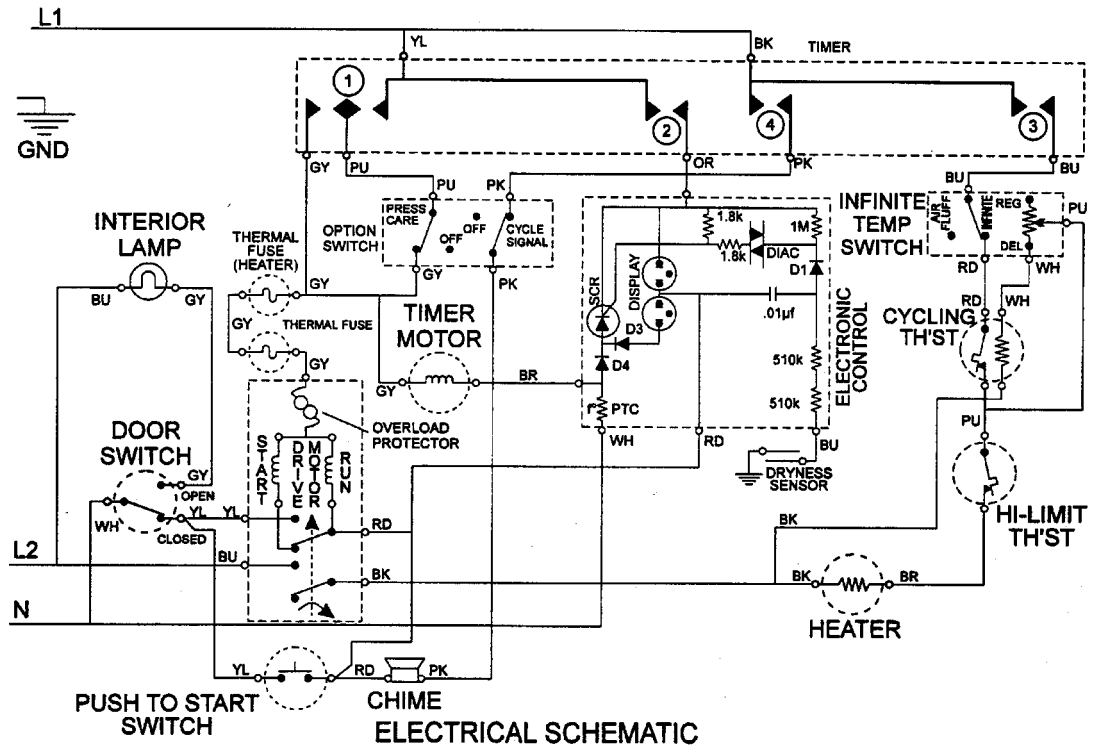 L1
YL
BK
TIMER
1
2
4
3
GND
GY
PU
OR
PK
BU
PU
PK
BU
WH
PRESS
CARE
OFF
OFF
CYCLE
SIGNAL
OPTION
SWITCH
GY
PK
INFINITE
TEMP
SWITCH
AIR
FLUFF
INFINITE
REG
DEL
PU
RD
WH
INTERIOR
LAMP
BU
GY
THERMAL
FUSE
(HEATER)
GY
THERMAL FUSE
GY
TIMER
MOTOR
GY
BR
SCR
DISPLAY
1.8k
1.8k
DIAC
1M
D1
.01µf
D3
D4
510k
510k
PTC
ELECTRONIC
CONTROL
WH
RD
BU
DRYNESS
SENSOR
RD
WH
CYCLING
TH'ST
PU
HI-LIMIT
TH'ST
OVERLOAD
PROTECTOR
START
DRIVE
MOTOR
RUN
DOOR
SWITCH
GY
OPEN
WH
YL
YL
CLOSED
RD
BK
L2
BU
BK
BK
BR
HEATER
N
YL
RD
PK
CHIME
PUSH TO START
SWITCH
ELECTRICAL SCHEMATIC